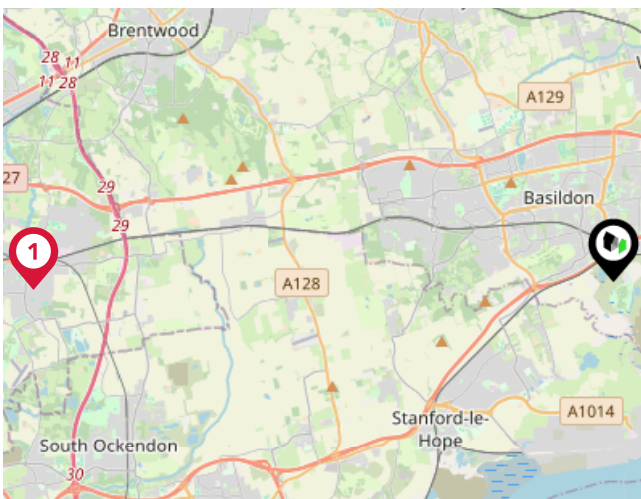 Brentwood
28
11
11
28
A129
27
29
Basildon
29
1
A128
Stanford-le-
Hope
A1014
South Ockendon
30